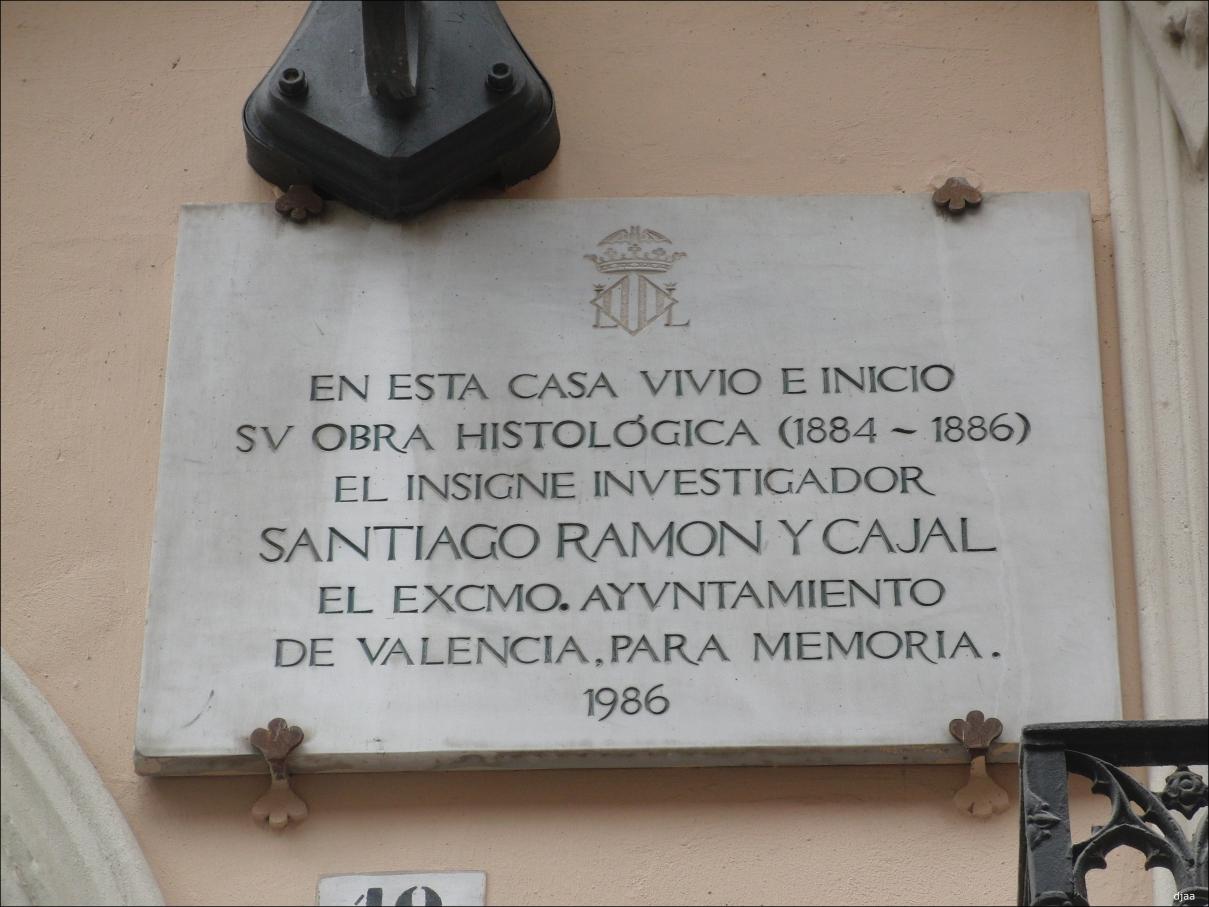 L L
EN ESTA CASA VIVIO E INICIO
SV OBRA HISTOLÓGICA (1884 ~ 1886)
EL INSIGNE INVESTIGADOR
SANTIAGO RAMON Y CAJAL
EL EXCMO. AYVNTAMIENTO
DE VALENCIA, PARA MEMORIA.
1986
djaa